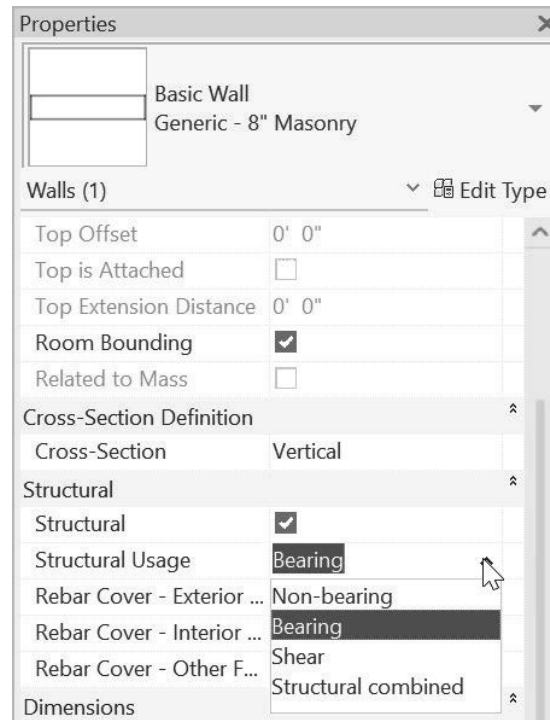 Properties
Basic Wall
Generic - 8" Masonry
Walls (1)
Edit Type
Top Offset 0' 0"
Top is Attached
Top Extension Distance 0' 0"
Room Bounding
Related to Mass
Cross-Section Definition
Cross-Section Vertical
Structural
Structural
Structural Usage Bearing
Rebar Cover - Exterior ... Non-bearing
Bearing
Rebar Cover - Interior ...
Shear
Rebar Cover - Other F...
Structural combined
Dimensions